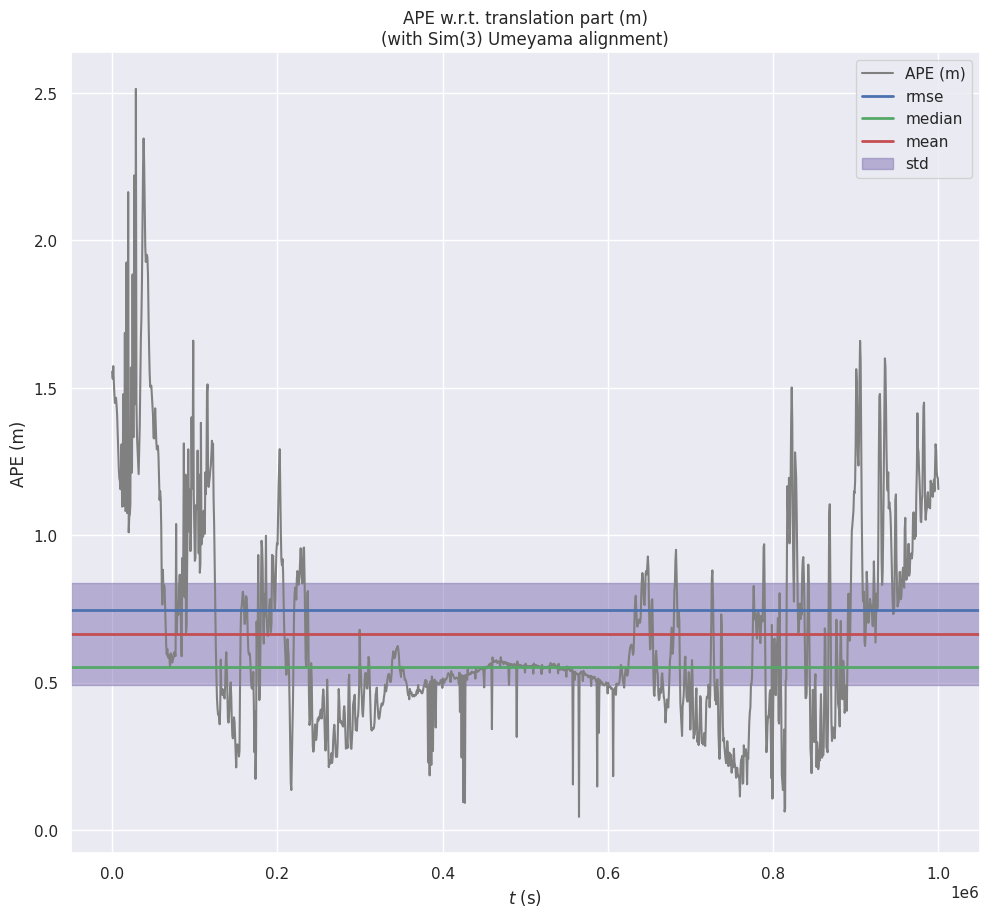 APE w.r.t. translation part (m)
(with Sim(3) Umeyama alignment)
APE (m)
rmse
median
mean
std
APE (m)
2.5
2.0
1.5
1.0
0.5
0.0
0.0
0.2
0.4
0.6
0.8
1.0
1e6
t (s)